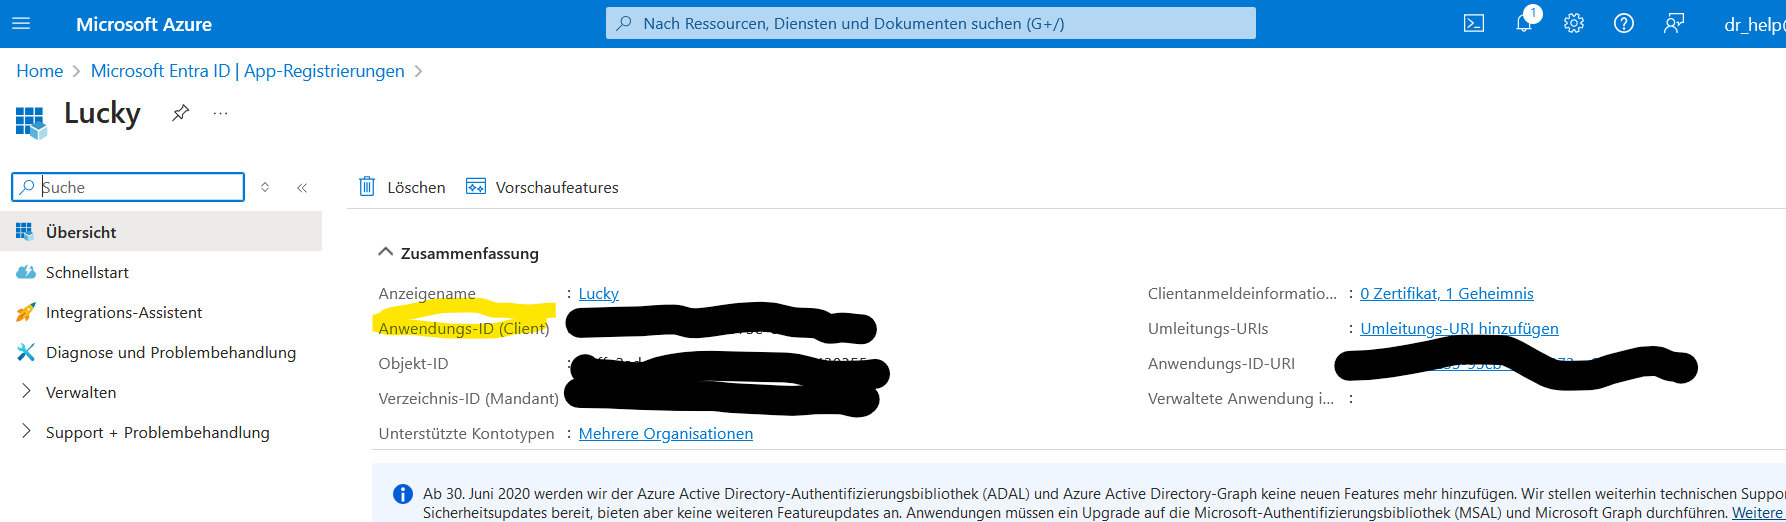 Microsoft Azure
Nach Ressourcen, Diensten und Dokumenten suchen (G+/)
1
dr_help@
Home > Microsoft Entra ID | App-Registrierungen >
Lucky
...
Suche
Löschen
Vorschaufeatures
Übersicht
Schnellstart
Integrations-Assistent
Diagnose und Problembehandlung
Verwalten
Support + Problembehandlung
Zusammenfassung
Anzeigename : Lucky
Anwendungs-ID (Client)
Objekt-ID :
Verzeichnis-ID (Mandant)
Unterstützte Kontotypen : Mehrere Organisationen
Clientanmeldeinformatio... : 0 Zertifikat, 1 Geheimnis
Umleitungs-URIs : Umleitungs-URI hinzufügen
Anwendungs-ID-URI
Verwaltete Anwendung i... :
Ab 30. Juni 2020 werden wir der Azure Active Directory-Authentifizierungsbibliothek (ADAL) und Azure Active Directory-Graph keine neuen Features mehr hinzufügen. Wir stellen weiterhin technischen Suppo
Sicherheitsupdates bereit, bieten aber keine weiteren Featureupdates an. Anwendungen müssen ein Upgrade auf die Microsoft-Authentifizierungsbibliothek (MSAL) und Microsoft Graph durchführen. Weitere